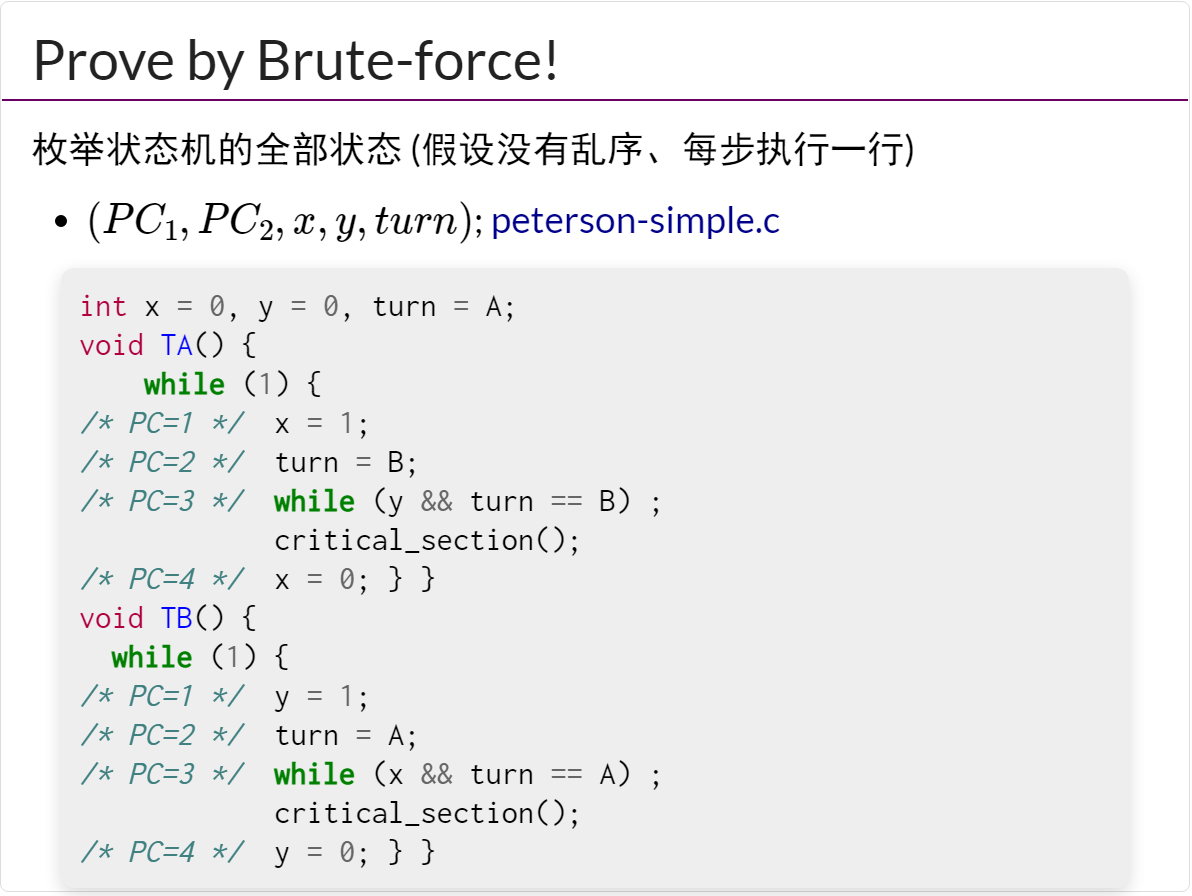 Prove by Brute-force!
枚举状态机的全部状态 (假设没有乱序、每步执行一行)
• (PC₁, PC₂, x, y, turn); peterson-simple.c
int x = 0, y = 0, turn = A;
void TA() {
    while (1) {
/* PC=1 */  x = 1;
/* PC=2 */  turn = B;
/* PC=3 */  while (y && turn == B) ;
            critical_section();
/* PC=4 */  x = 0; } }
void TB() {
  while (1) {
/* PC=1 */  y = 1;
/* PC=2 */  turn = A;
/* PC=3 */  while (x && turn == A) ;
            critical_section();
/* PC=4 */  y = 0; } }